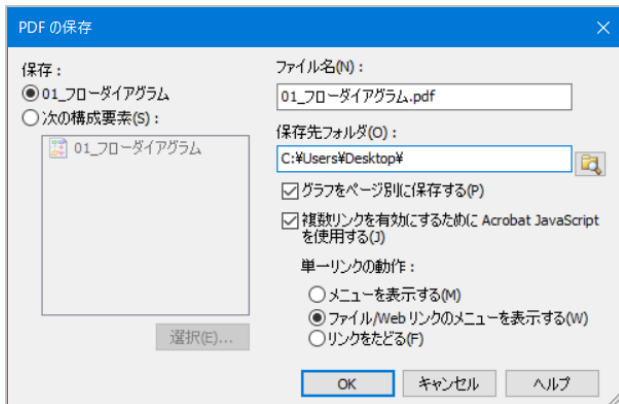 PDF の保存
保存：
01_フローダイアグラム
次の構成要素(S)：
01_フローダイアグラム
選択(E)...
ファイル名(N)：
01_フローダイアグラム.pdf
保存先フォルダ(O)：
C:¥Users¥Desktop¥
グラフをページ別に保存する(P)
複数リンクを有効にするために Acrobat JavaScript
を使用する(J)
単一リンクの動作：
メニューを表示する(M)
ファイル/Web リンクのメニューを表示する(W)
リンクをたどる(F)
OK
キャンセル
ヘルプ